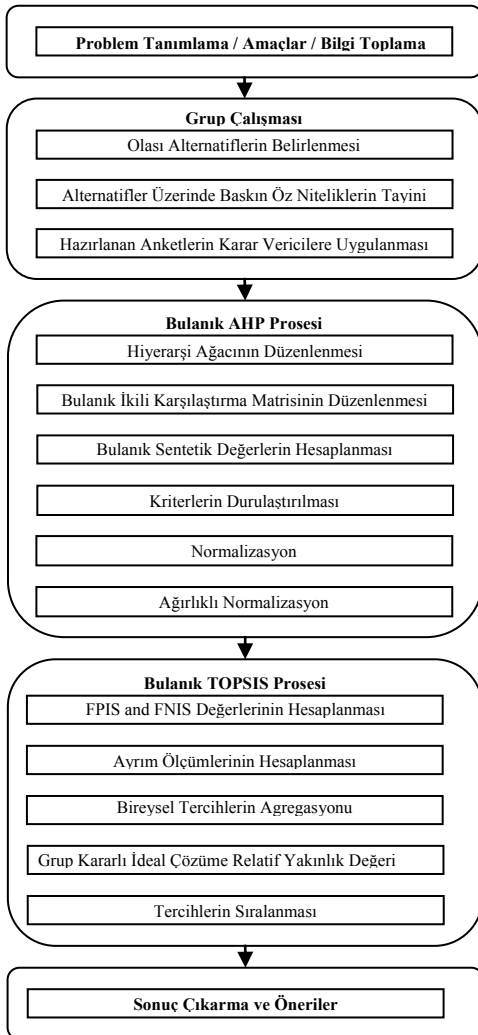 Problem Tanımlama / Amaçlar / Bilgi Toplama
Grup Çalışması
Olası Alternatiflerin Belirlenmesi
Alternatifler Üzerinde Baskın Öz Niteliklerin Tayini
Hazırlanan Anketlerin Karar Vericilere Uygulanması
Bulanık AHP Prosesi
Hiyerarşi Ağacının Düzenlenmesi
Bulanık İkili Karşılaştırma Matrisinin Düzenlenmesi
Bulanık Sentetik Değerlerin Hesaplanması
Kriterlerin Durulaştırılması
Normalizasyon
Ağırlıklı Normalizasyon
Bulanık TOPSIS Prosesi
FPIS and FNIS Değerlerinin Hesaplanması
Ayrım Ölçümlerinin Hesaplanması
Bireysel Tercihlerin Agregasyonu
Grup Kararlı İdeal Çözüme Relatif Yakınlık Değeri
Tercihlerin Sıralanması
Sonuç Çıkarma ve Öneriler